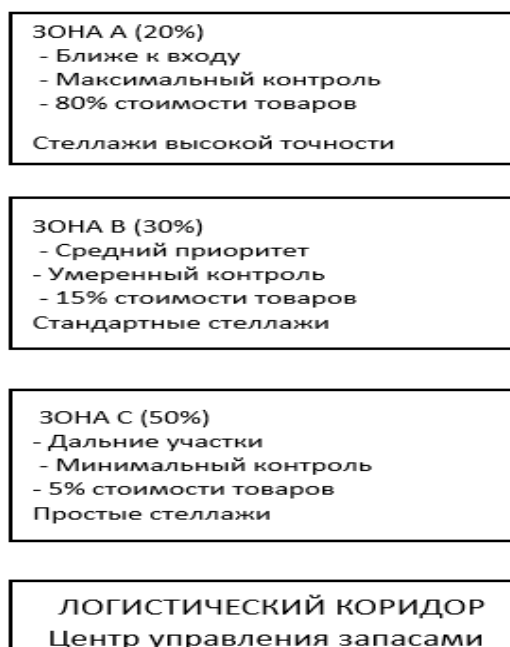 ЗОНА А (20%)
- Ближе к входу
- Максимальный контроль
- 80% стоимости товаров
Стеллажи высокой точности
ЗОНА В (30%)
- Средний приоритет
- Умеренный контроль
- 15% стоимости товаров
Стандартные стеллажи
ЗОНА С (50%)
- Дальние участки
- Минимальный контроль
- 5% стоимости товаров
Простые стеллажи
ЛОГИСТИЧЕСКИЙ КОРИДОР
Центр управления запасами